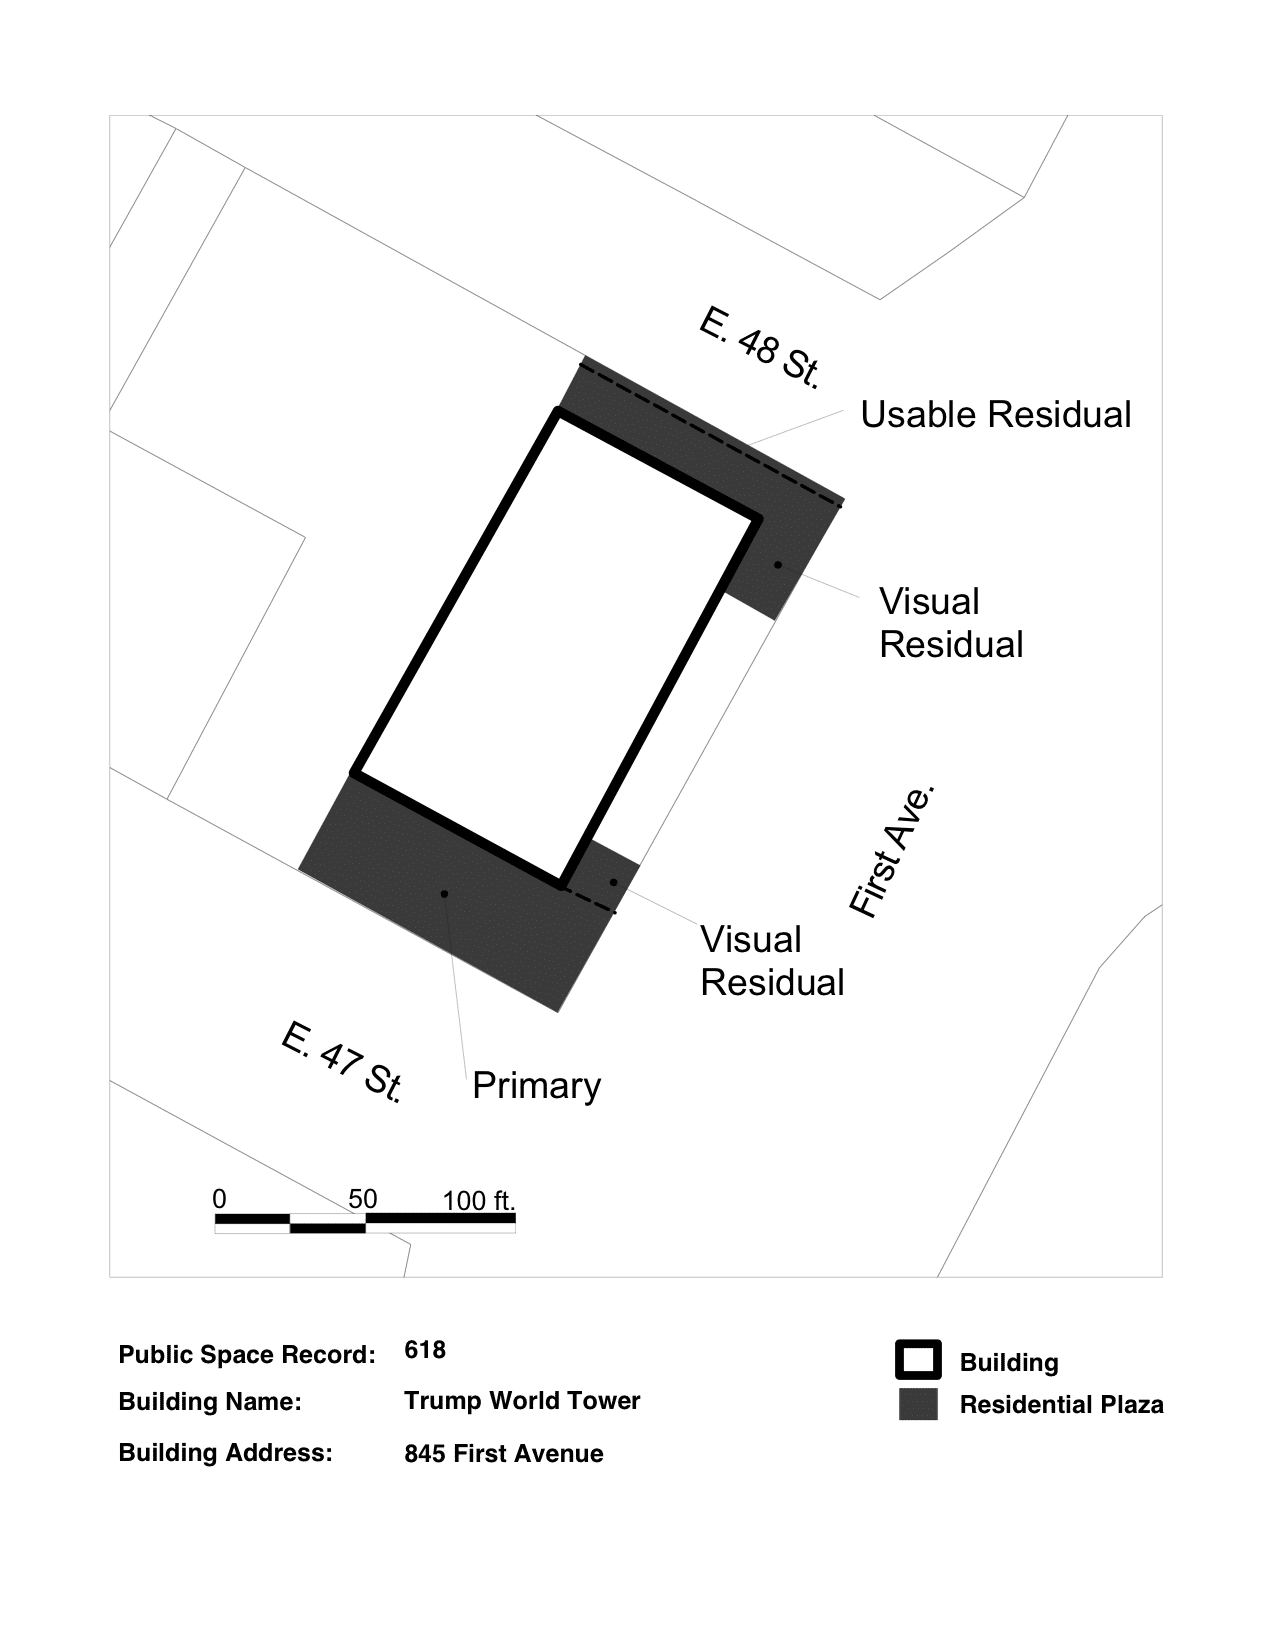 E. 48 St.
Usable Residual
Visual
Residual
First Ave.
Visual
Residual
E. 47 St.
Primary
0 50 100 ft.
Public Space Record: 618
Building Name: Trump World Tower
Building Address: 845 First Avenue
Building
Residential Plaza